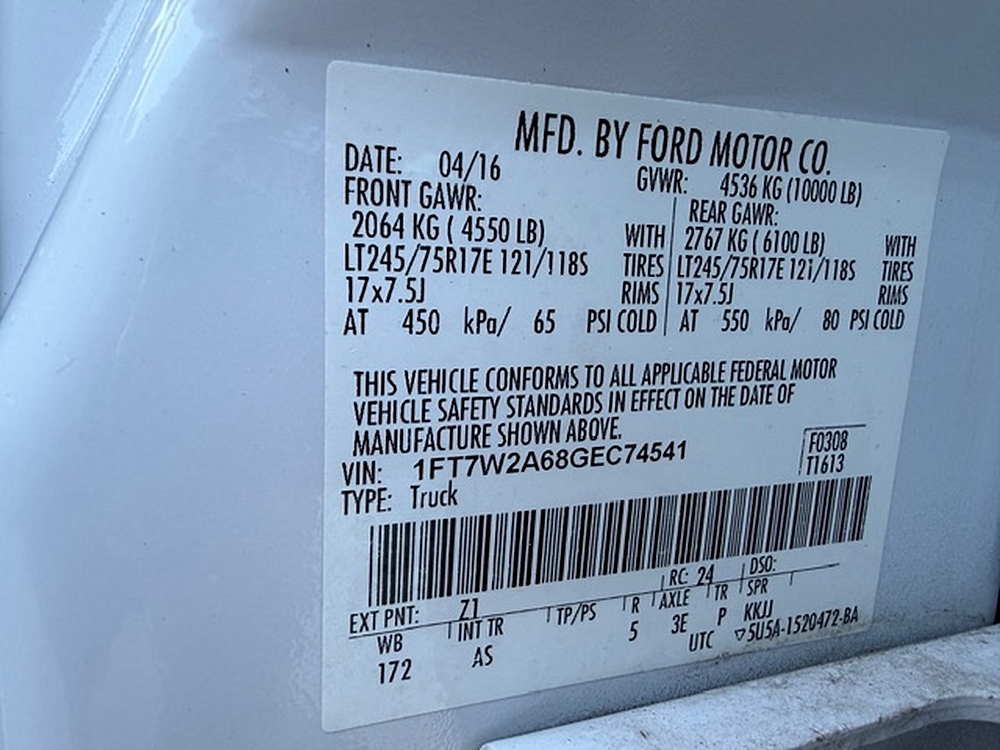 MFD. BY FORD MOTOR CO.
DATE: 04/16 GVWR: 4536 KG (10000 LB)
FRONT GAWR: REAR GAWR:
2064 KG ( 4550 LB) WITH 2767 KG ( 6100 LB) WITH
LT245/75R17E 121/118S TIRES LT245/75R17E 121/118S TIRES
17x7.5J RIMS 17x7.5J RIMS
AT 450 kPa/ 65 PSI COLD AT 550 kPa/ 80 PSI COLD
THIS VEHICLE CONFORMS TO ALL APPLICABLE FEDERAL MOTOR
VEHICLE SAFETY STANDARDS IN EFFECT ON THE DATE OF
MANUFACTURE SHOWN ABOVE.
VIN: 1FT7W2A68GEC74541 F0308
TYPE: Truck T1613
EXT PNT: Z1 RC: 24 DSO:
WB INT TR TP/PS R AXLE TR SPR
172 AS 5 3E P KKJJ
UTC ▽5U5A-1520472-BA